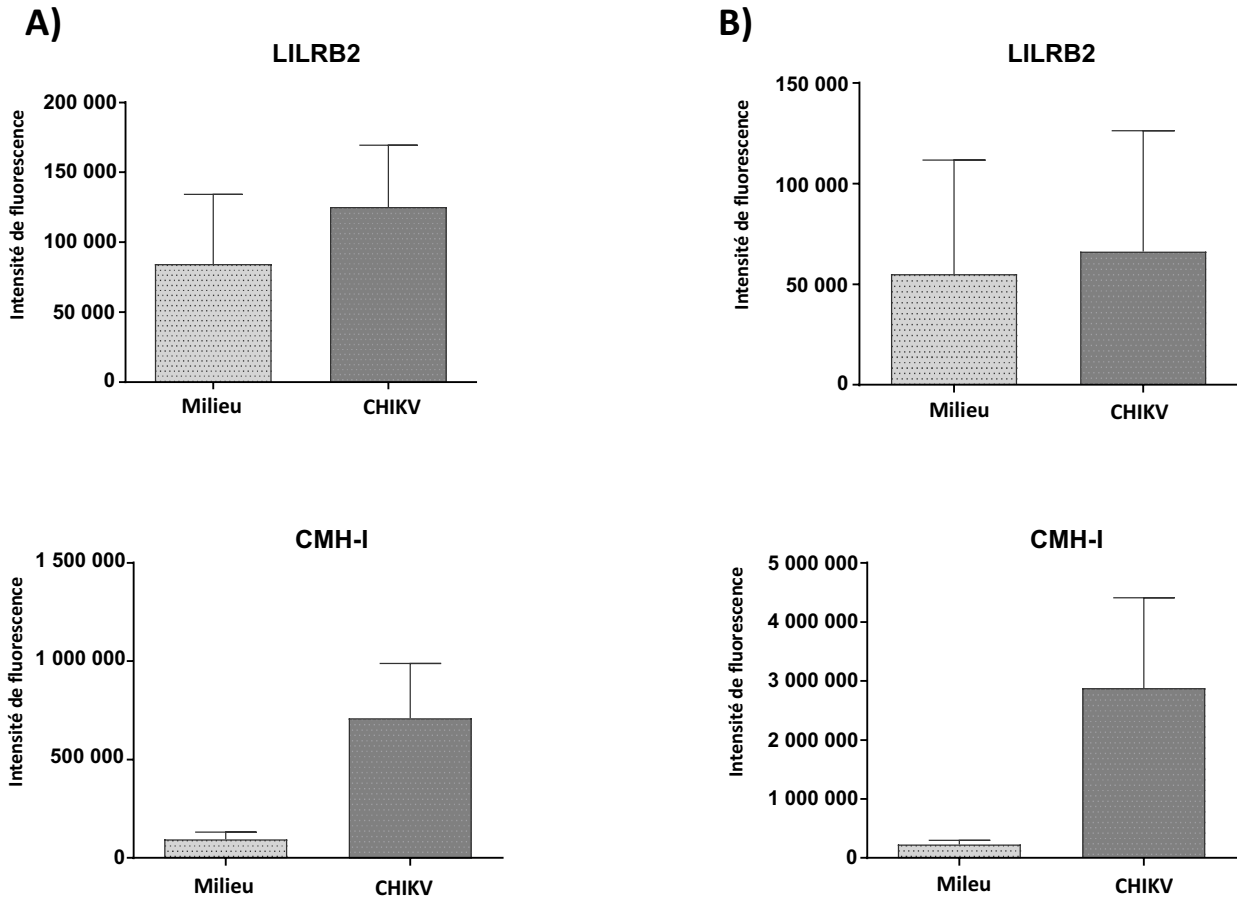 A)
LILRB2
Intensité de fluorescence
200 000
150 000
100 000
50 000
0
Milieu CHIKV
B)
LILRB2
Intensité de fluorescence
150 000
100 000
50 000
0
Milieu CHIKV
CMH-I
Intensité de fluorescence
1 500 000
1 000 000
500 000
0
Milieu CHIKV
CMH-I
Intensité de fluorescence
5 000 000
4 000 000
3 000 000
2 000 000
1 000 000
0
Mileu CHIKV